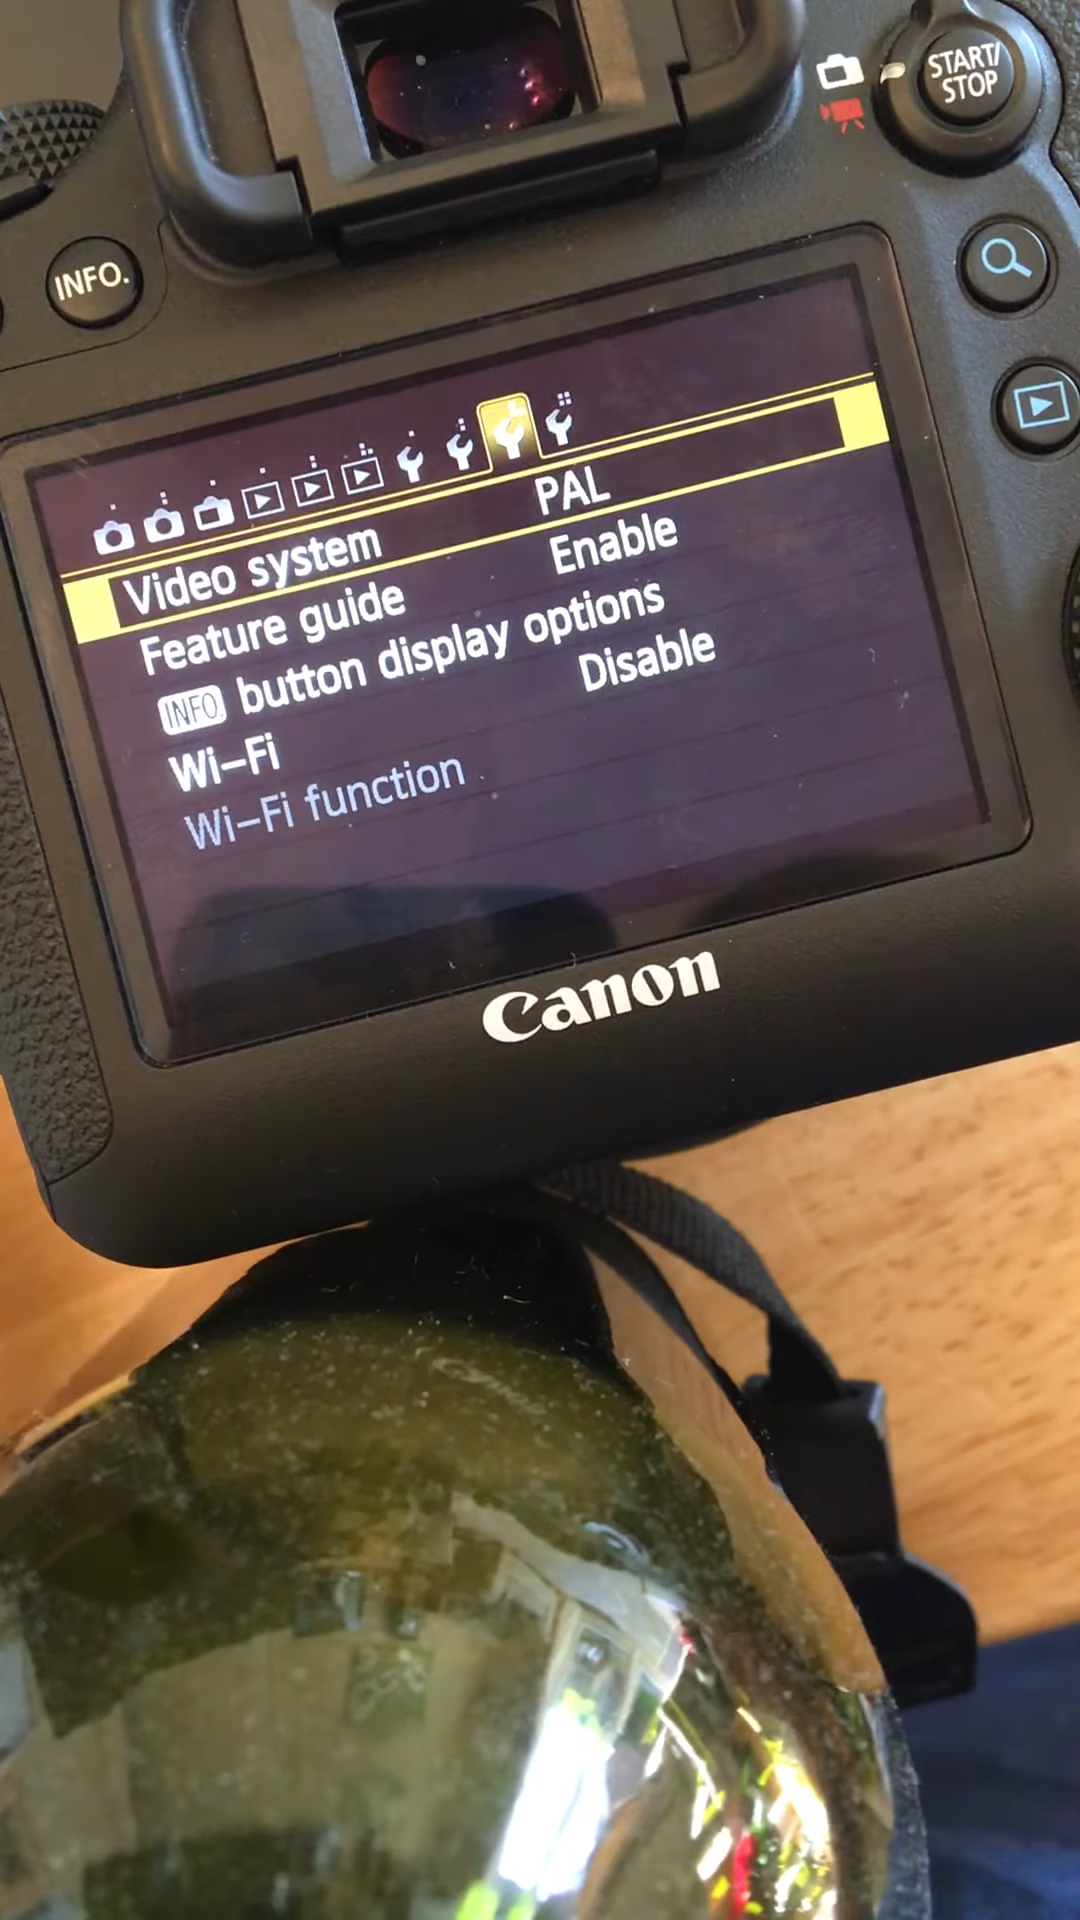 START/
STOP
INFO.
Video system PAL
Feature guide Enable
INFO. button display options
Wi-Fi Disable
Wi-Fi function
Canon